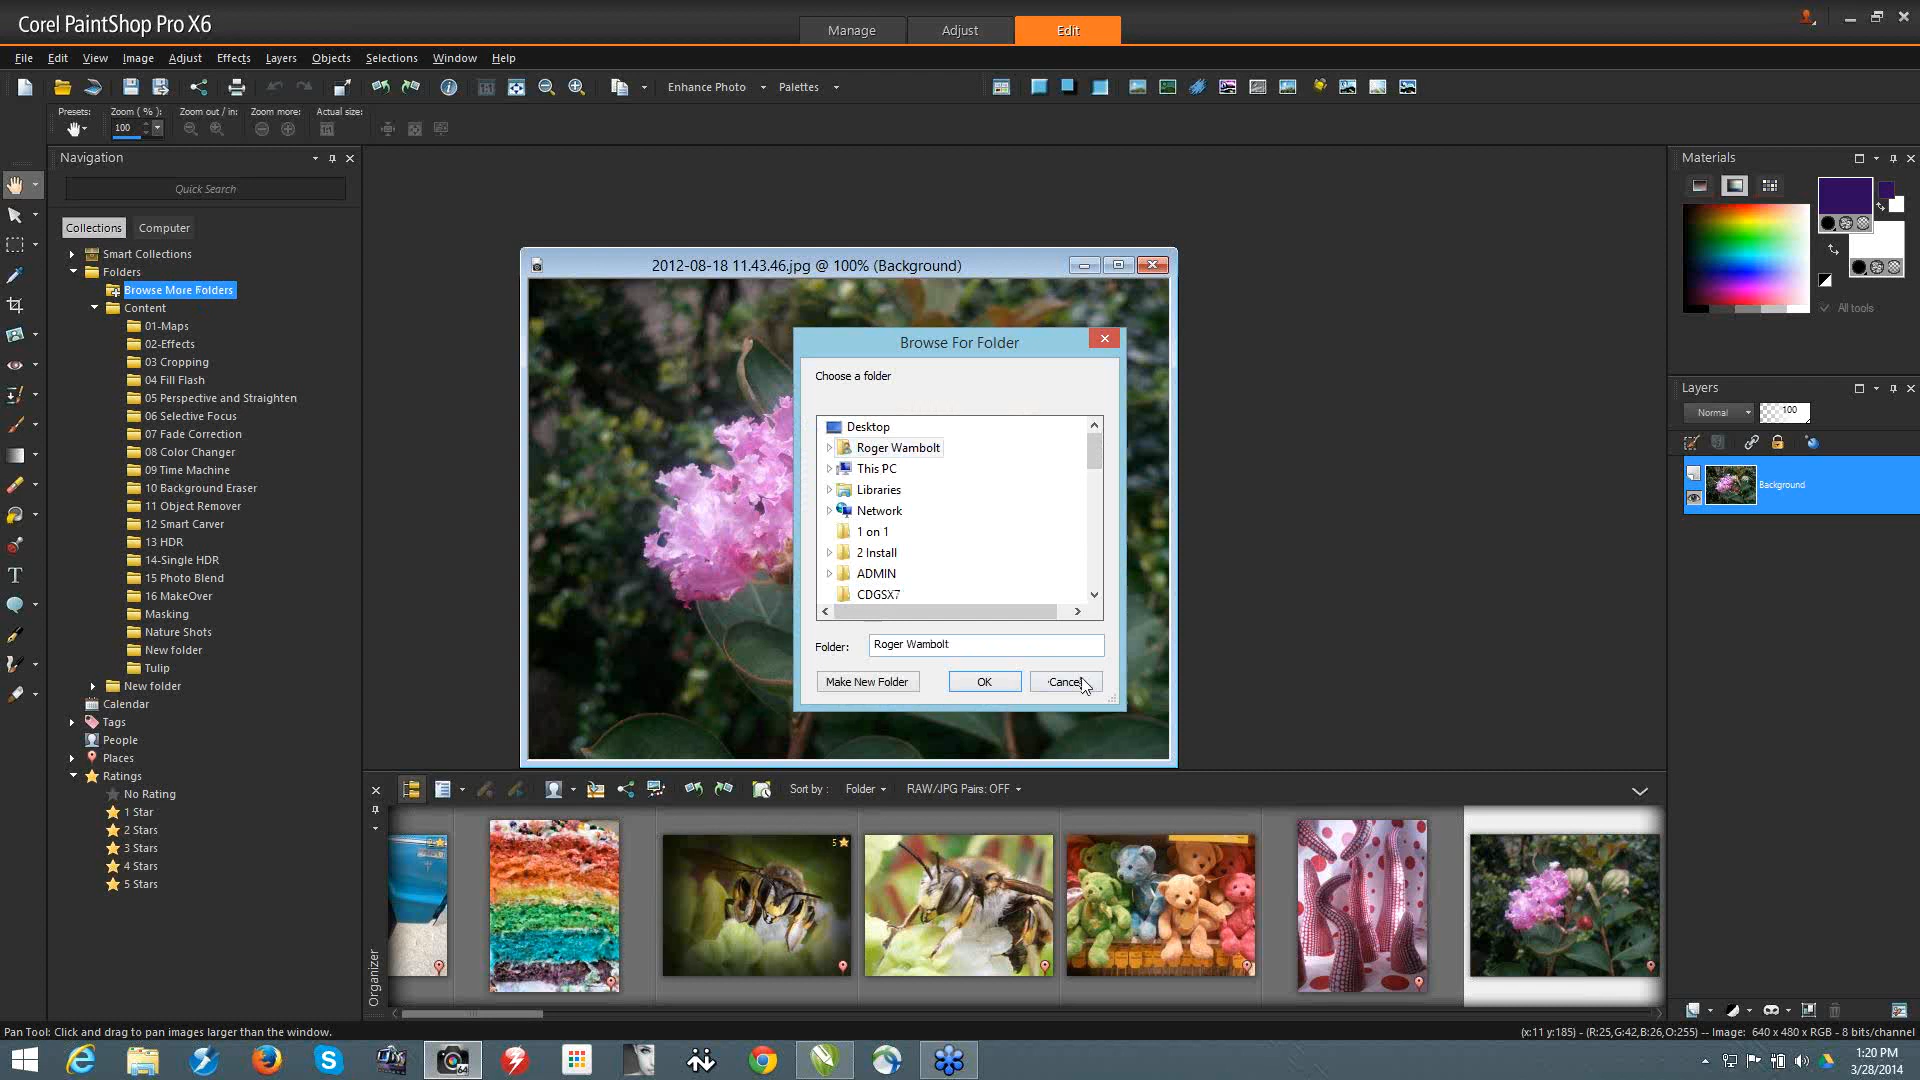 Corel PaintShop Pro X6
Manage
Adjust
Edit
File Edit View Image Adjust Effects Layers Objects Selections Window Help
Enhance Photo
Palettes
Presets:
Zoom ( % ):
Zoom out / in:
Zoom more:
Actual size:
100
Navigation
Quick Search
Collections
Computer
Smart Collections
Folders
Browse More Folders
Content
01-Maps
02-Effects
03 Cropping
04 Fill Flash
05 Perspective and Straighten
06 Selective Focus
07 Fade Correction
08 Color Changer
09 Time Machine
10 Background Eraser
11 Object Remover
12 Smart Carver
13 HDR
14-Single HDR
15 Photo Blend
16 MakeOver
Masking
Nature Shots
New folder
Tulip
New folder
Calendar
Tags
People
Places
Ratings
No Rating
1 Star
2 Stars
3 Stars
4 Stars
5 Stars
2012-08-18 11.43.46.jpg @ 100% (Background)
Browse For Folder
Choose a folder
Desktop
Roger Wambolt
This PC
Libraries
Network
1 on 1
2 Install
ADMIN
CDGSX7
Folder:
Roger Wambolt
Make New Folder
OK
Cancel
Materials
All tools
Layers
Normal
100
Background
Sort by :
Folder
RAW/JPG Pairs: OFF
5
Organizer
Pan Tool: Click and drag to pan images larger than the window.
(x:11 y:185) - (R:25,G:42,B:26,O:255) -- Image: 640 x 480 x RGB - 8 bits/channel
64
1:20 PM
3/28/2014